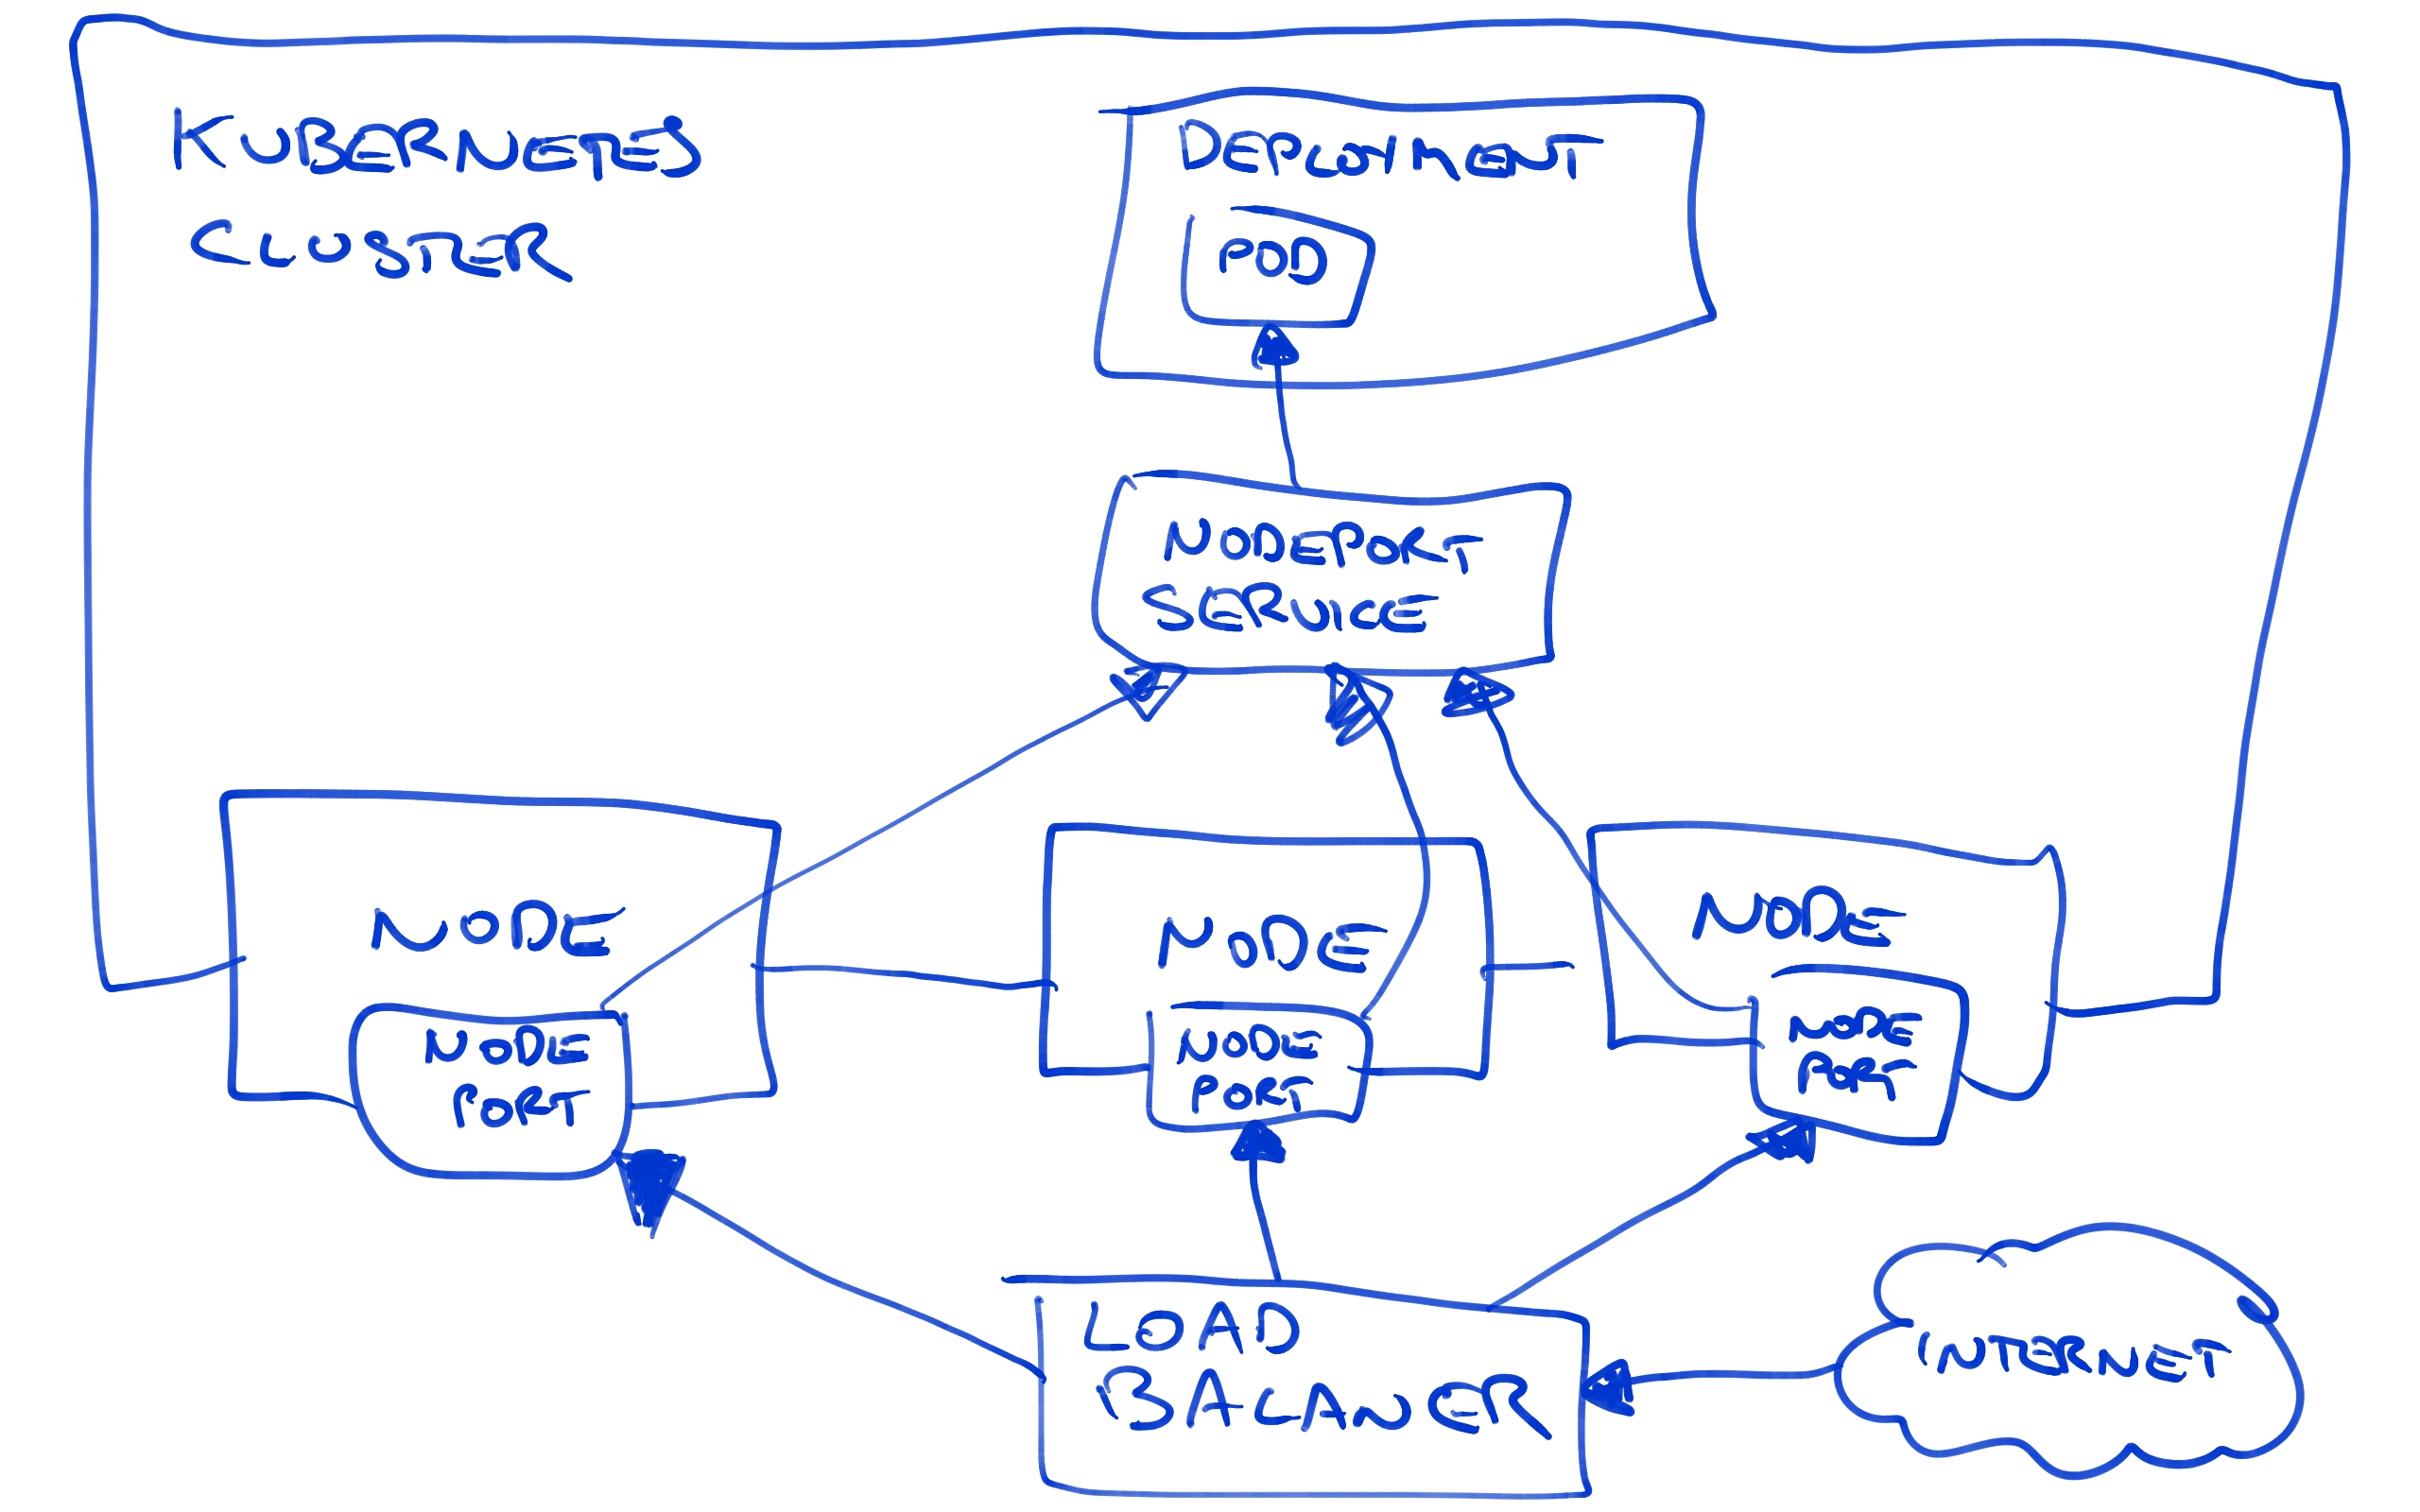 KUBERNETES
CLUSTER
DEPLOYMENT
POD
NODEPORT
SERVICE
NODE
NODE
PORT
NODE
NODE
PORT
NODE
NODE
PORT
LOAD
BALANCER
INTERNET